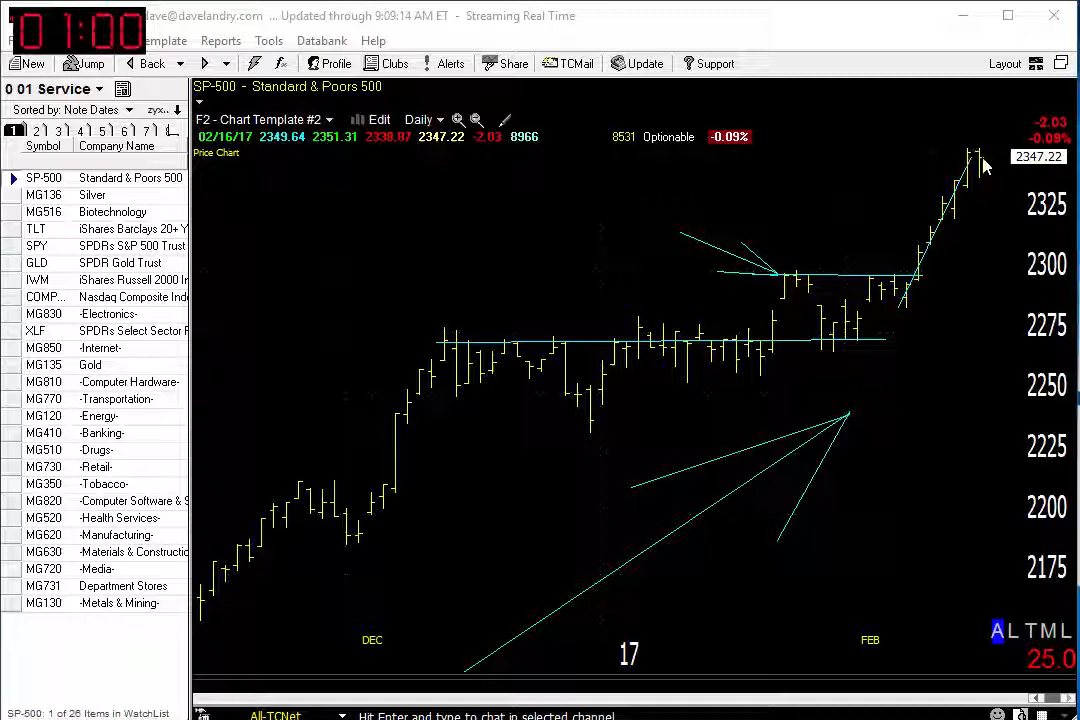 01:00
dave@davelandry.com ... Updated through 9:09:14 AM ET - Streaming Real Time
Template Reports Tools Databank Help
New Jump Back Profile Clubs Alerts Share TCMail Update Support Layout
0 01 Service
Sorted by: Note Dates zyx..
1 2 3 4 5 6 7
Symbol Company Name
SP-500 Standard & Poors 500
MG136 Silver
MG516 Biotechnology
TLT iShares Barclays 20+ Y
SPY SPDRs S&P 500 Trust
GLD SPDR Gold Trust
IWM iShares Russell 2000 In
COMP... Nasdaq Composite Inde
MG830 -Electronics-
XLF SPDRs Select Sector F
MG850 -Internet-
MG135 Gold
MG810 -Computer Hardware-
MG770 -Transportation-
MG120 -Energy-
MG410 -Banking-
MG510 -Drugs-
MG730 -Retail-
MG350 -Tobacco-
MG820 -Computer Software & S
MG520 -Health Services-
MG620 -Manufacturing-
MG630 -Materials & Constructio
MG720 -Media-
MG731 Department Stores
MG130 -Metals & Mining-
SP-500: 1 of 26 Items in WatchList
SP-500 - Standard & Poors 500
F2 - Chart Template #2 Edit Daily
02/16/17 2349.64 2351.31 2338.87 2347.22 -2.03 8966 8531 Optionable -0.09%
Price Chart
-2.03
-0.09%
2347.22
2325
2300
2275
2250
2225
2200
2175
DEC 17 FEB
A L T M L
25.0
All-TCNet Hit Enter and type to chat in selected channel